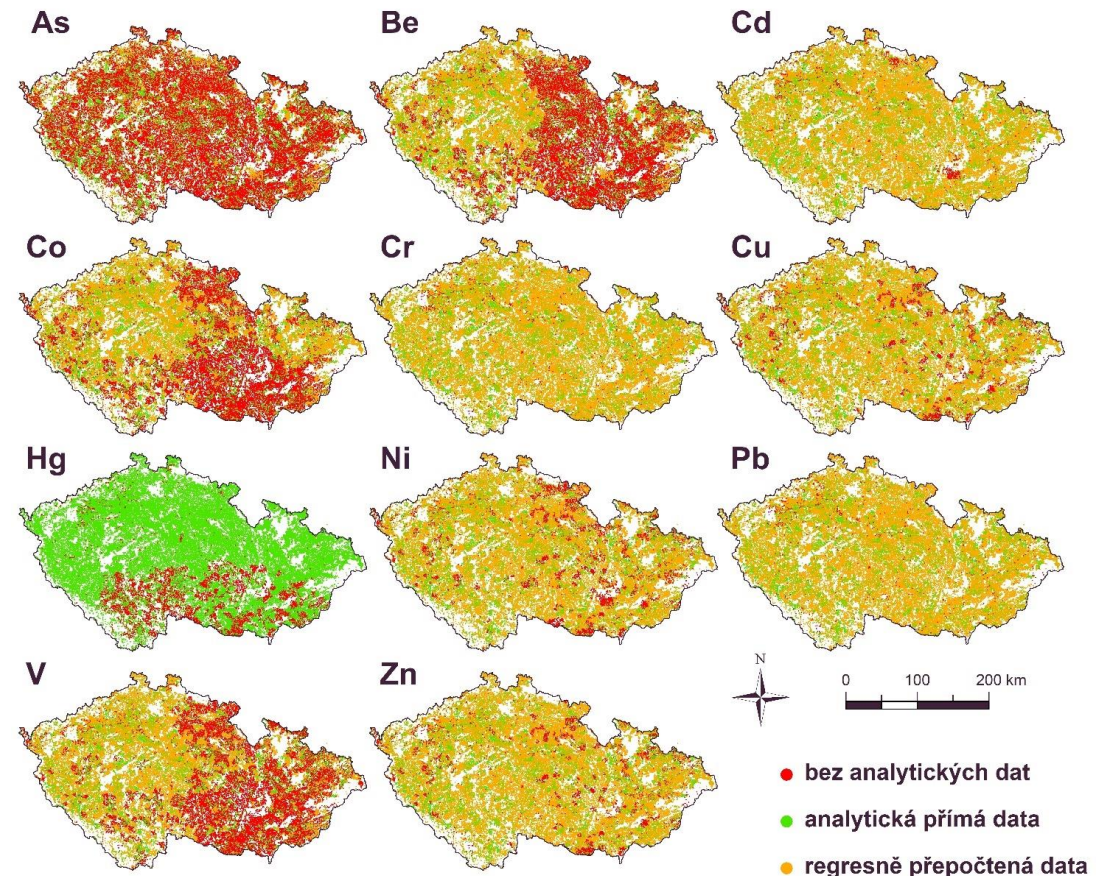 As
Be
Cd
Co
Cr
Cu
Hg
Ni
Pb
V
Zn
N
0 100 200 km
bez analytických dat
analytická přímá data
regresně přepočtená data